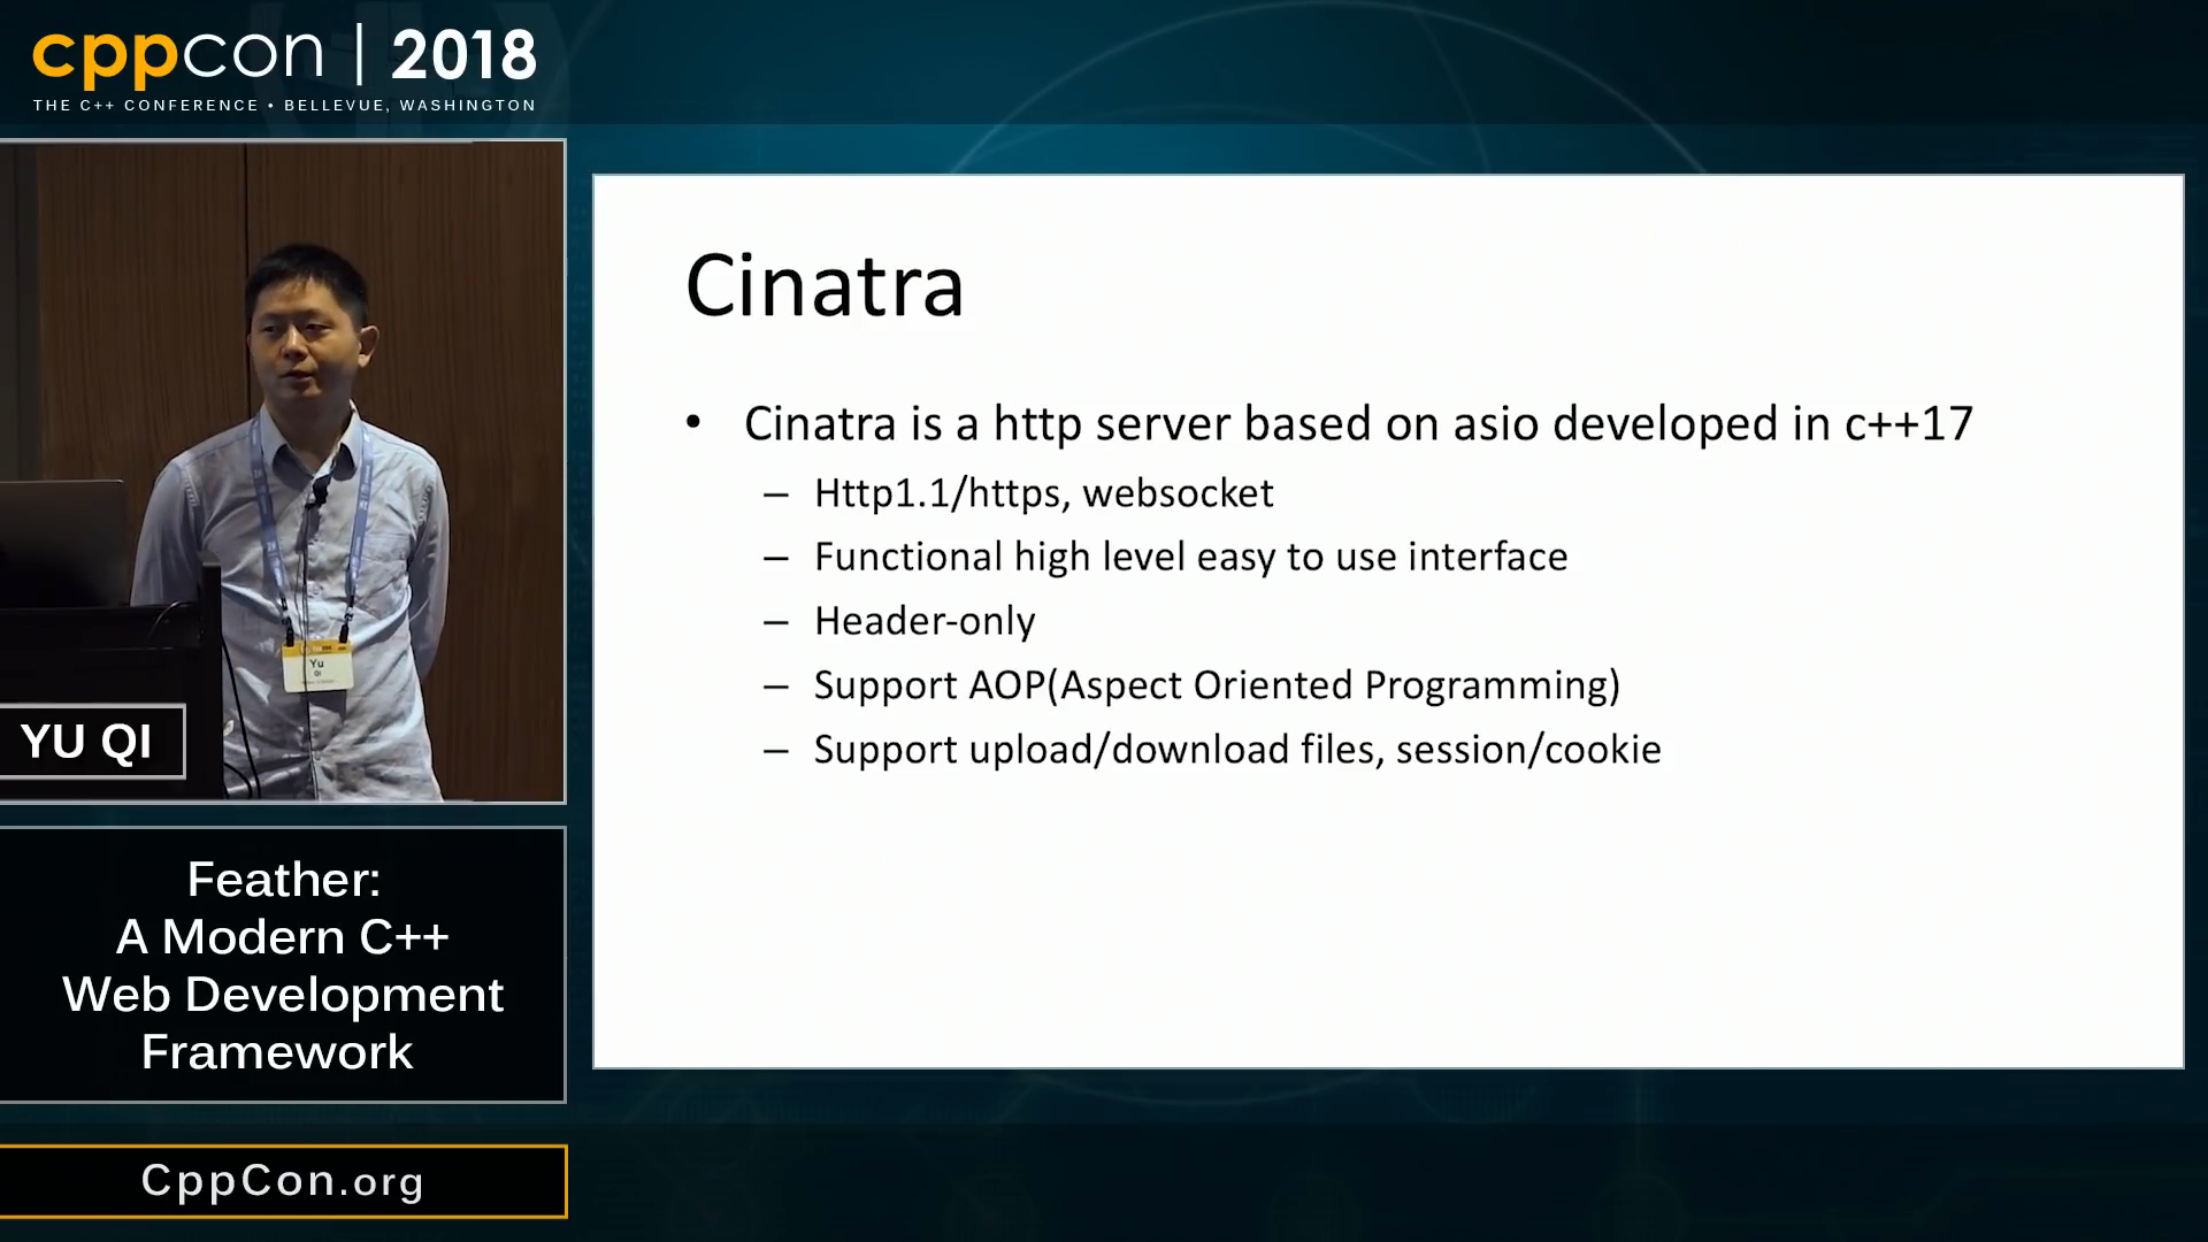 cppcon | 2018
THE C++ CONFERENCE • BELLEVUE, WASHINGTON
Yu
Qi
YU QI
Feather:
A Modern C++
Web Development
Framework
CppCon.org
Cinatra
• Cinatra is a http server based on asio developed in c++17
– Http1.1/https, websocket
– Functional high level easy to use interface
– Header-only
– Support AOP(Aspect Oriented Programming)
– Support upload/download files, session/cookie